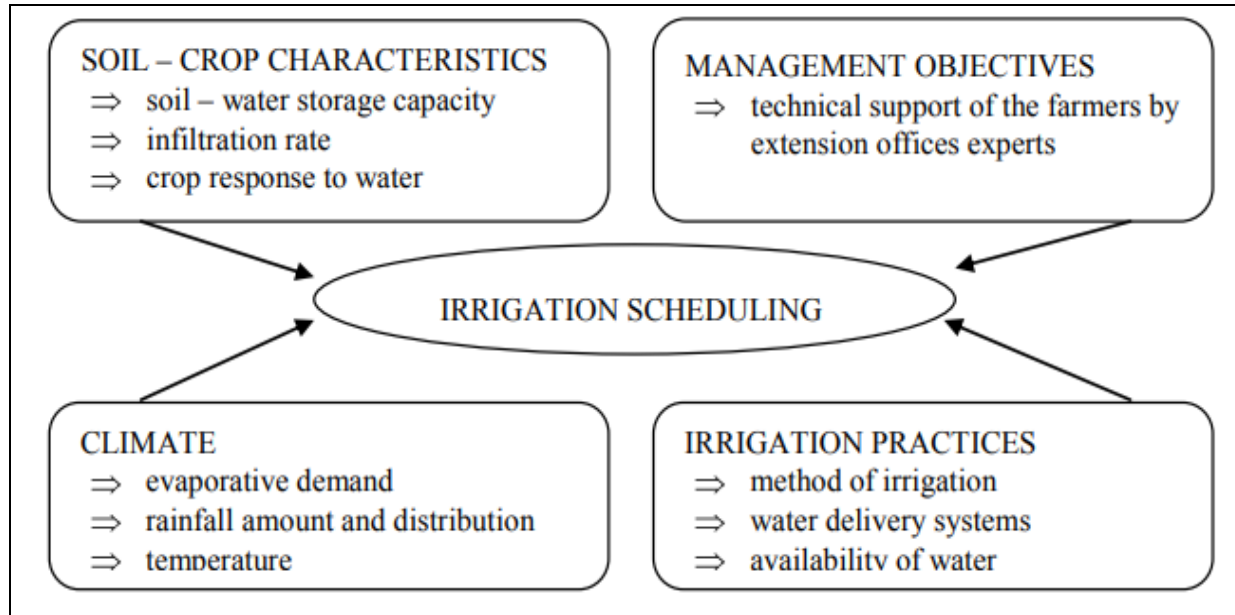 SOIL – CROP CHARACTERISTICS
⇒ soil – water storage capacity
⇒ infiltration rate
⇒ crop response to water
MANAGEMENT OBJECTIVES
⇒ technical support of the farmers by
extension offices experts
IRRIGATION SCHEDULING
CLIMATE
⇒ evaporative demand
⇒ rainfall amount and distribution
⇒ temperature
IRRIGATION PRACTICES
⇒ method of irrigation
⇒ water delivery systems
⇒ availability of water